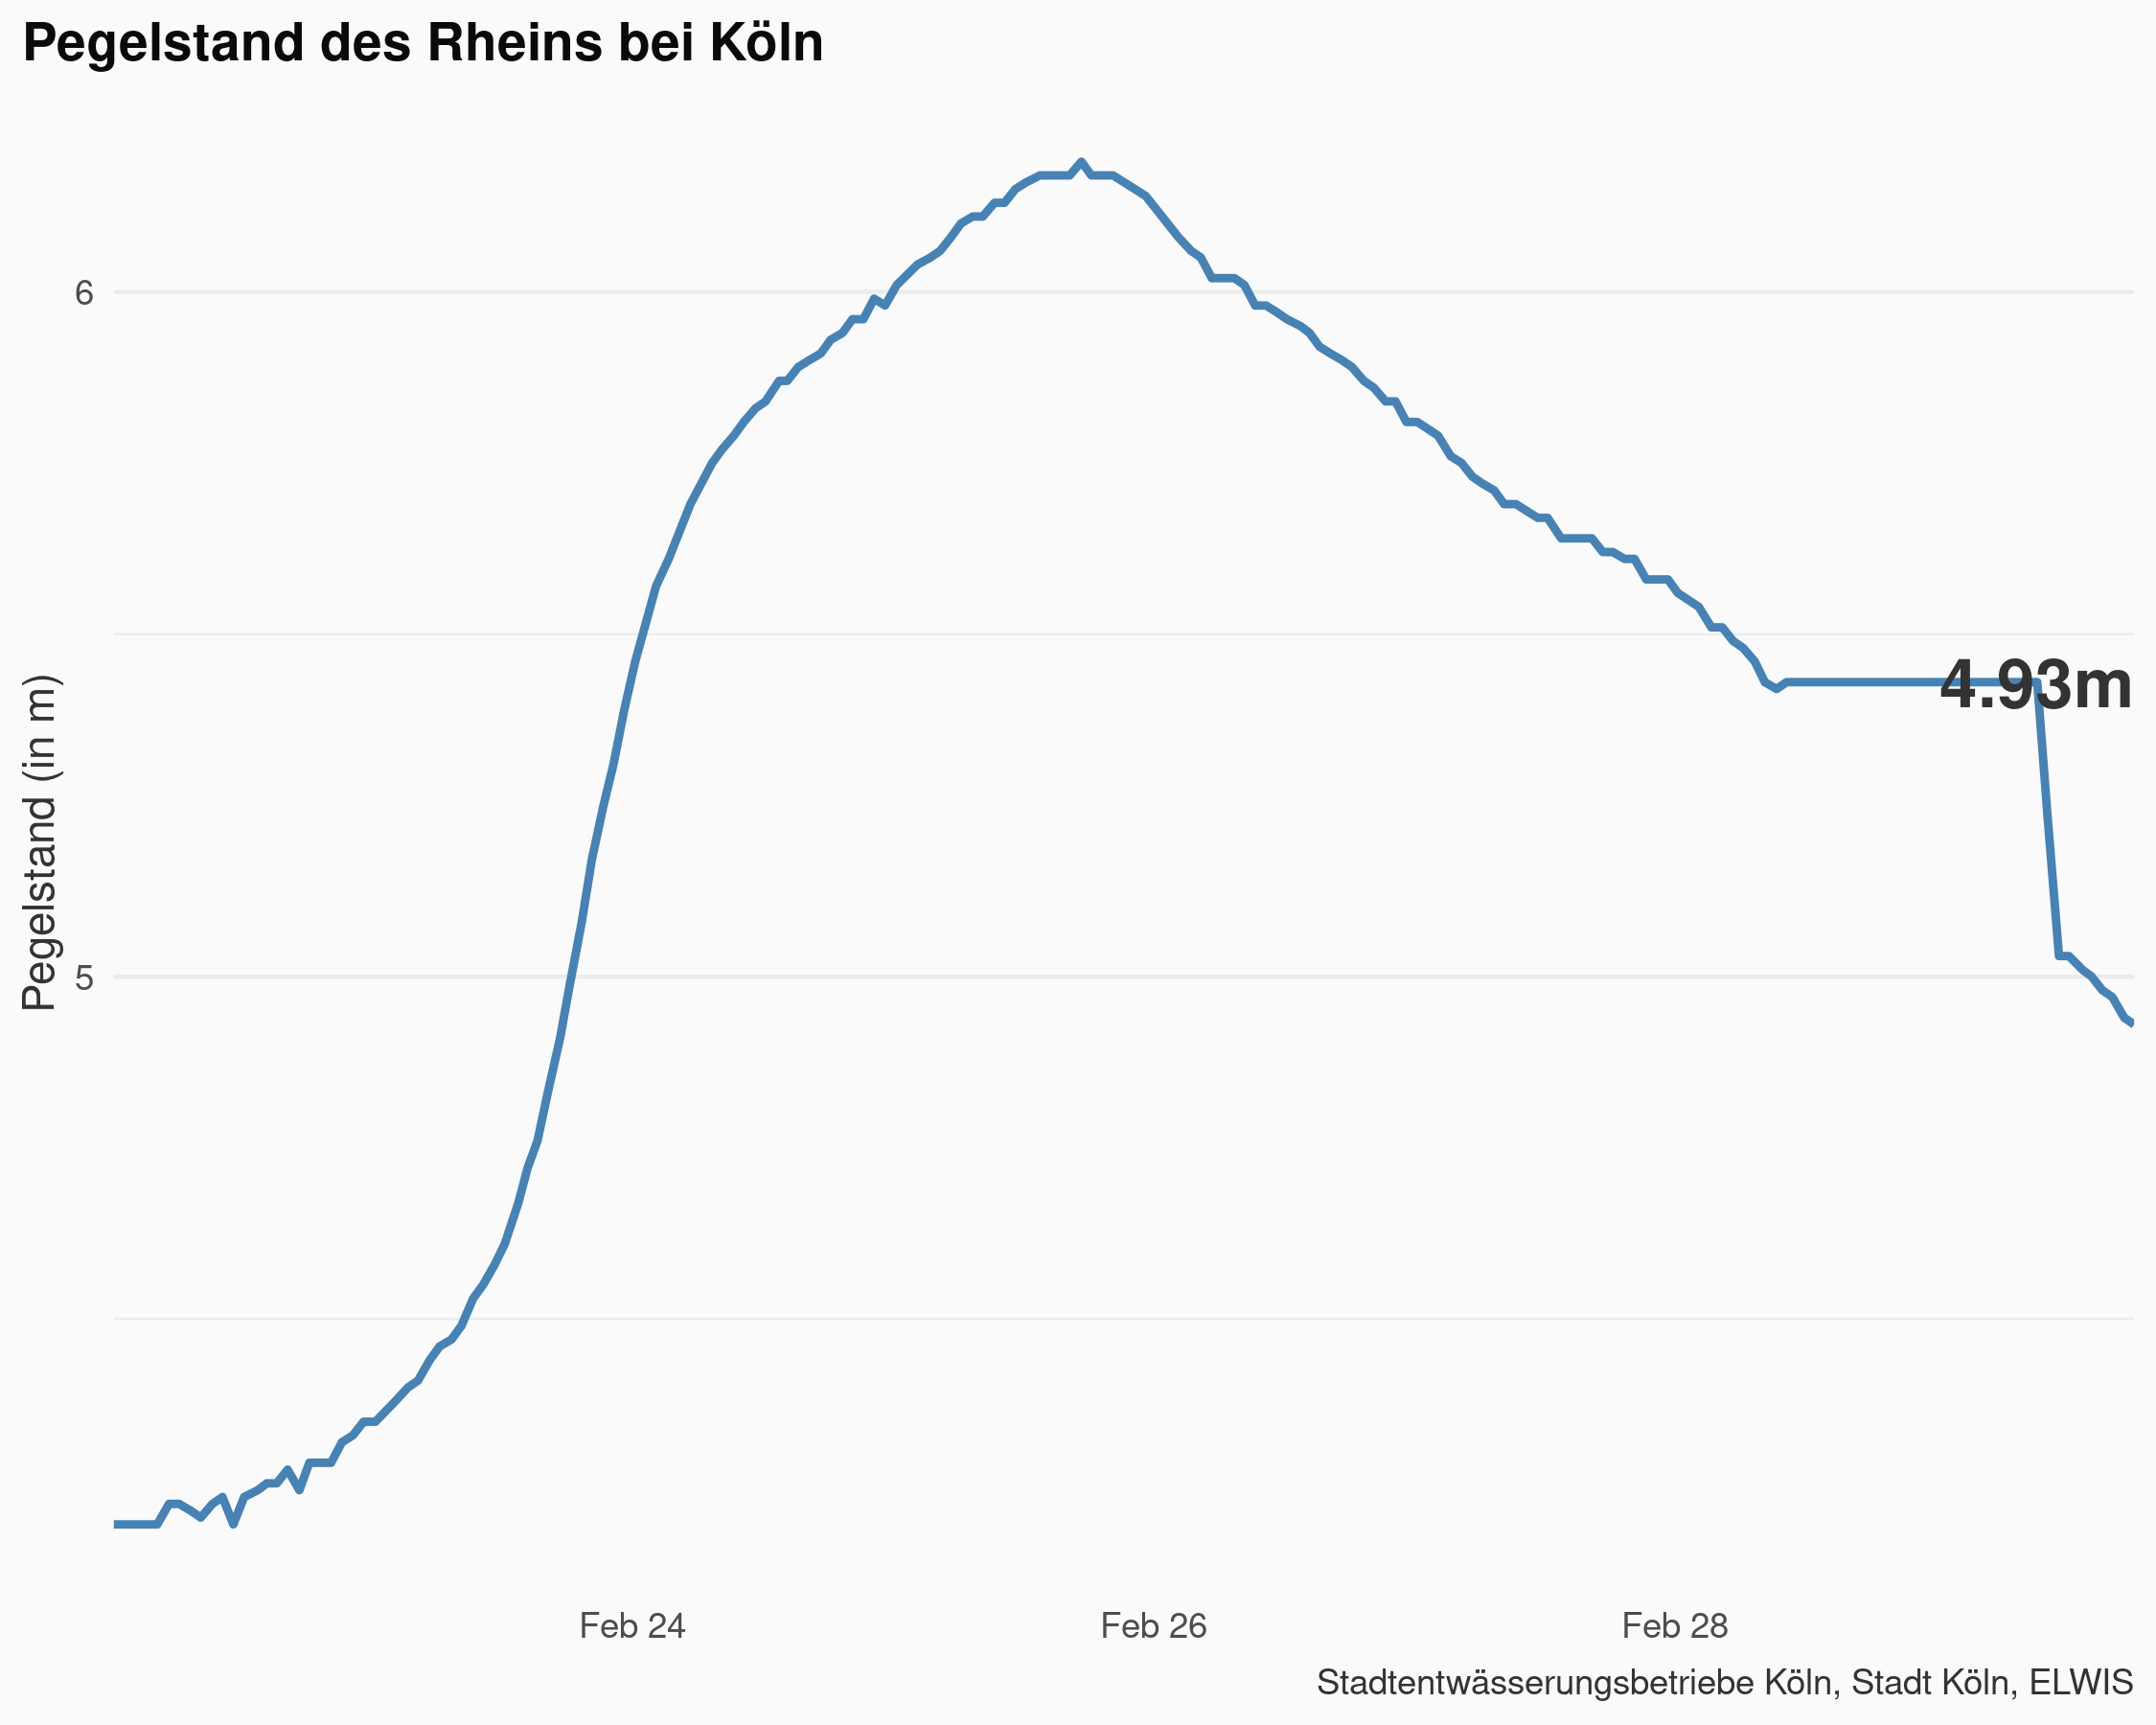 Pegelstand des Rheins bei Köln
6
5
Pegelstand (in m)
4.93m
Feb 24
Feb 26
Feb 28
Stadtentwässerungsbetriebe Köln, Stadt Köln, ELWIS